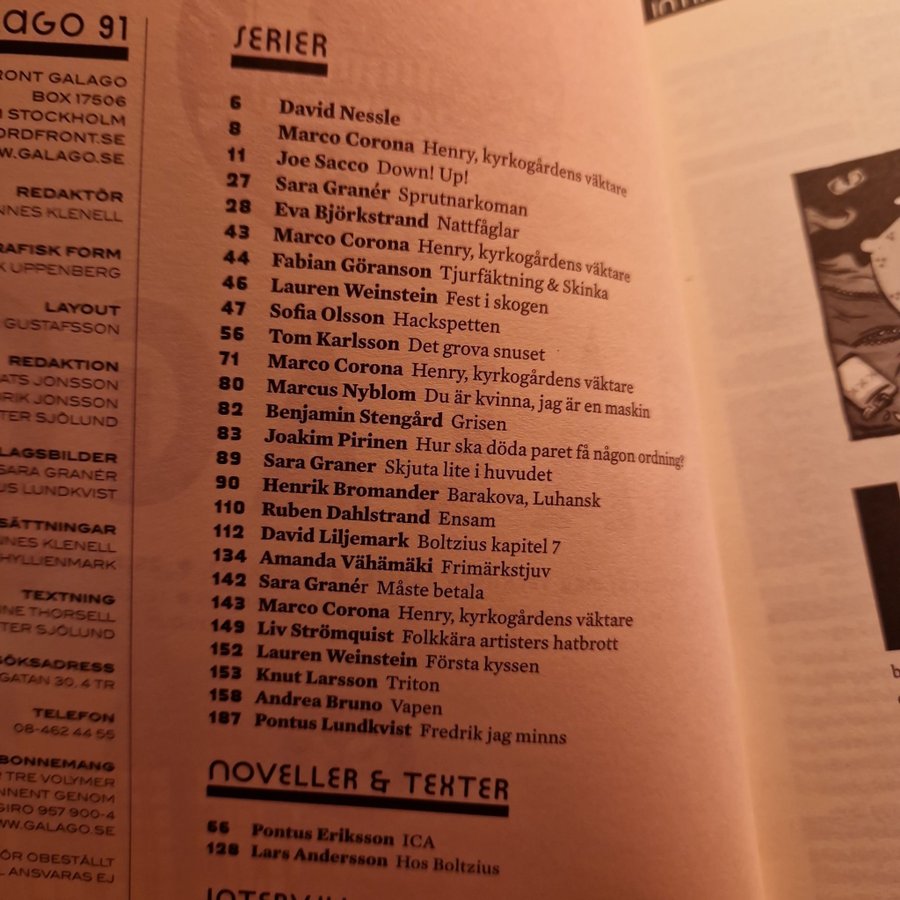 AGO 91
RONT GALAGO
BOX 17506
STOCKHOLM
ORDFRONT.SE
W.GALAGO.SE
REDAKTÖR
NNES KLENELL
RAFISK FORM
K UPPENBERG
LAYOUT
GUSTAFSSON
REDAKTION
ATS JONSSON
RIK JONSSON
TER SJÖLUND
LAGSBILDER
SARA GRANÉR
US LUNDKVIST
SÄTTNINGAR
NNES KLENELL
HYLLIENMARK
TEXTNING
NE THORSELL
TER SJÖLUND
SÖKSADRESS
GATAN 30, 4 TR
TELEFON
08-462 44 55
BONNEMANG
TRE VOLYMER
NNENT GENOM
GIRO 957 900-4
WW.GALAGO.SE
ÖR OBESTÄLLT
L ANSVARAS EJ
SERIER
6 David Nessle
8 Marco Corona Henry, kyrkogårdens väktare
11 Joe Sacco Down! Up!
27 Sara Granér Sprutnarkoman
28 Eva Björkstrand Nattfåglar
43 Marco Corona Henry, kyrkogårdens väktare
44 Fabian Göranson Tjurfäktning & Skinka
46 Lauren Weinstein Fest i skogen
47 Sofia Olsson Hackspetten
56 Tom Karlsson Det grova snuset
71 Marco Corona Henry, kyrkogårdens väktare
80 Marcus Nyblom Du är kvinna, jag är en maskin
82 Benjamin Stengård Grisen
83 Joakim Pirinen Hur ska döda paret få någon ordning?
89 Sara Graner Skjuta lite i huvudet
90 Henrik Bromander Barakova, Luhansk
110 Ruben Dahlstrand Ensam
112 David Liljemark Boltzius kapitel 7
134 Amanda Vähämäki Frimärkstjuv
142 Sara Granér Måste betala
143 Marco Corona Henry, kyrkogårdens väktare
149 Liv Strömquist Folkkära artisters hatbrott
152 Lauren Weinstein Första kyssen
153 Knut Larsson Triton
158 Andrea Bruno Vapen
187 Pontus Lundkvist Fredrik jag minns
NOVELLER & TEXTER
66 Pontus Eriksson ICA
128 Lars Andersson Hos Boltzius